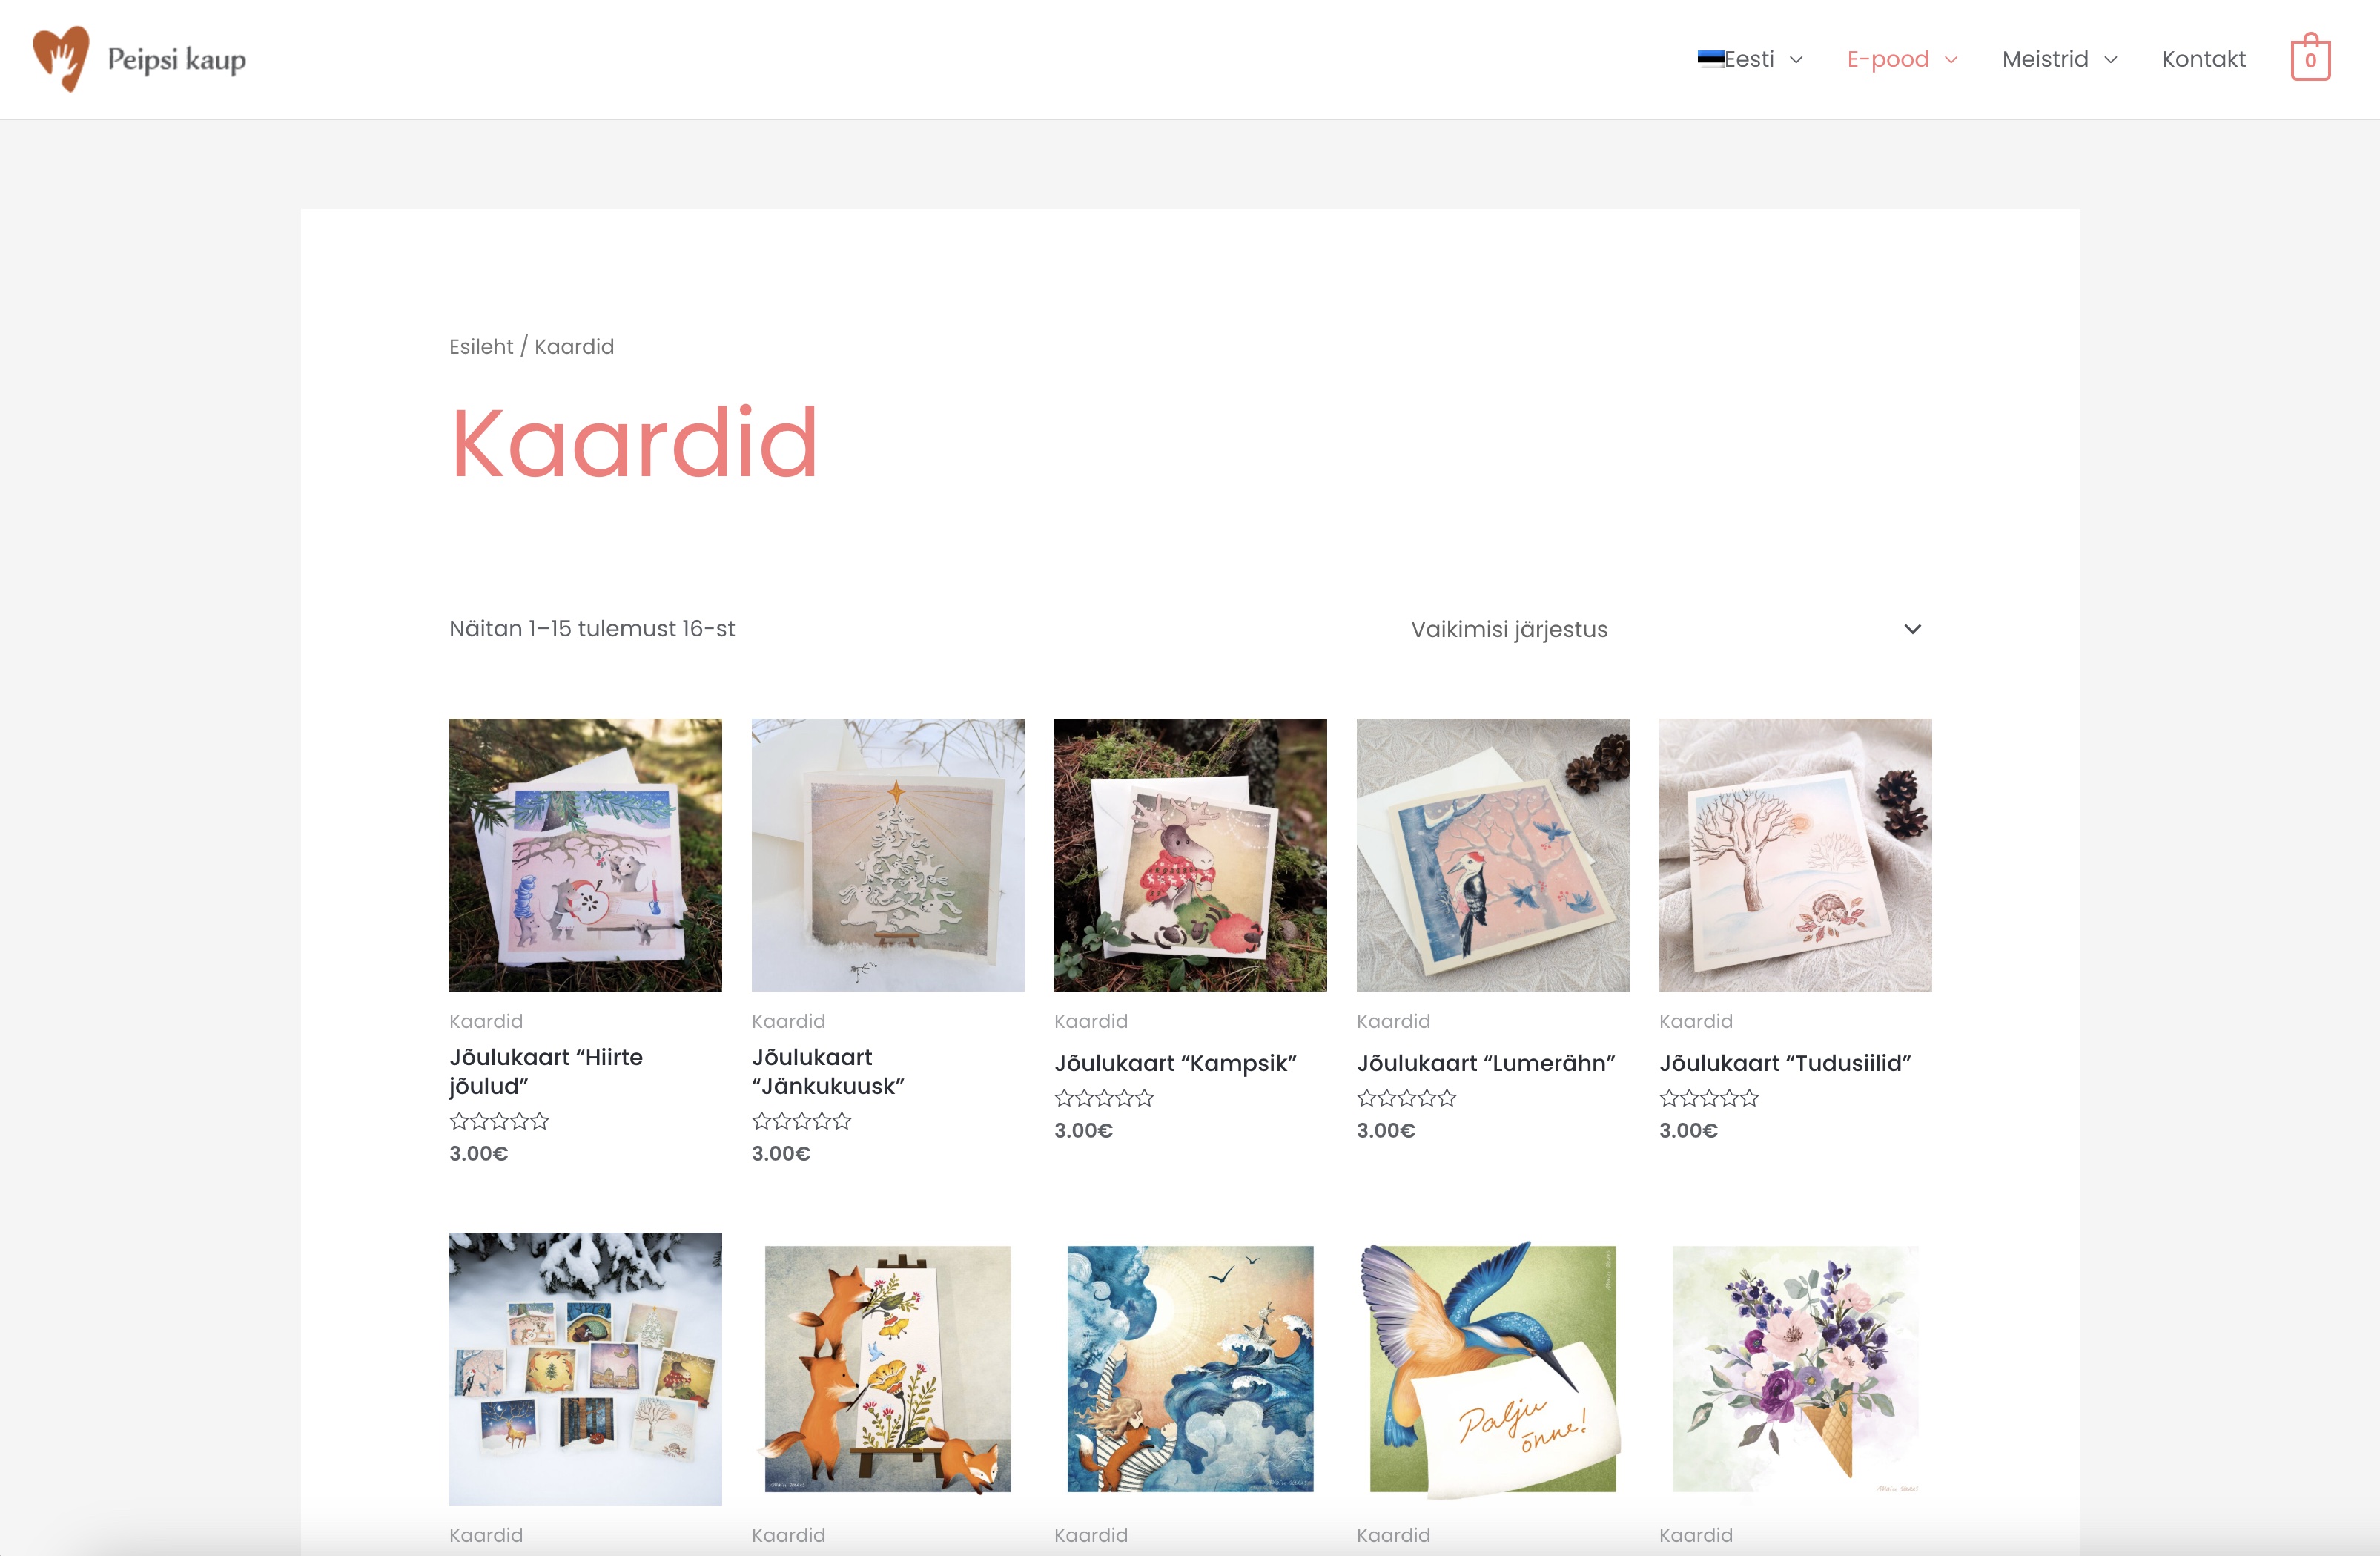 Peipsi kaup
Eesti
E-pood
Meistrid
Kontakt
0
Esileht / Kaardid
Kaardid
Näitan 1–15 tulemust 16-st
Vaikimisi järjestus
Kaardid
Jõulukaart “Hiirte
jõulud”
3.00€
Kaardid
Jõulukaart
“Jänkukuusk”
3.00€
Kaardid
Jõulukaart “Kampsik”
3.00€
Kaardid
Jõulukaart “Lumerähn”
3.00€
Kaardid
Jõulukaart “Tudusiilid”
3.00€
Palju
õnne!
Kaardid
Kaardid
Kaardid
Kaardid
Kaardid